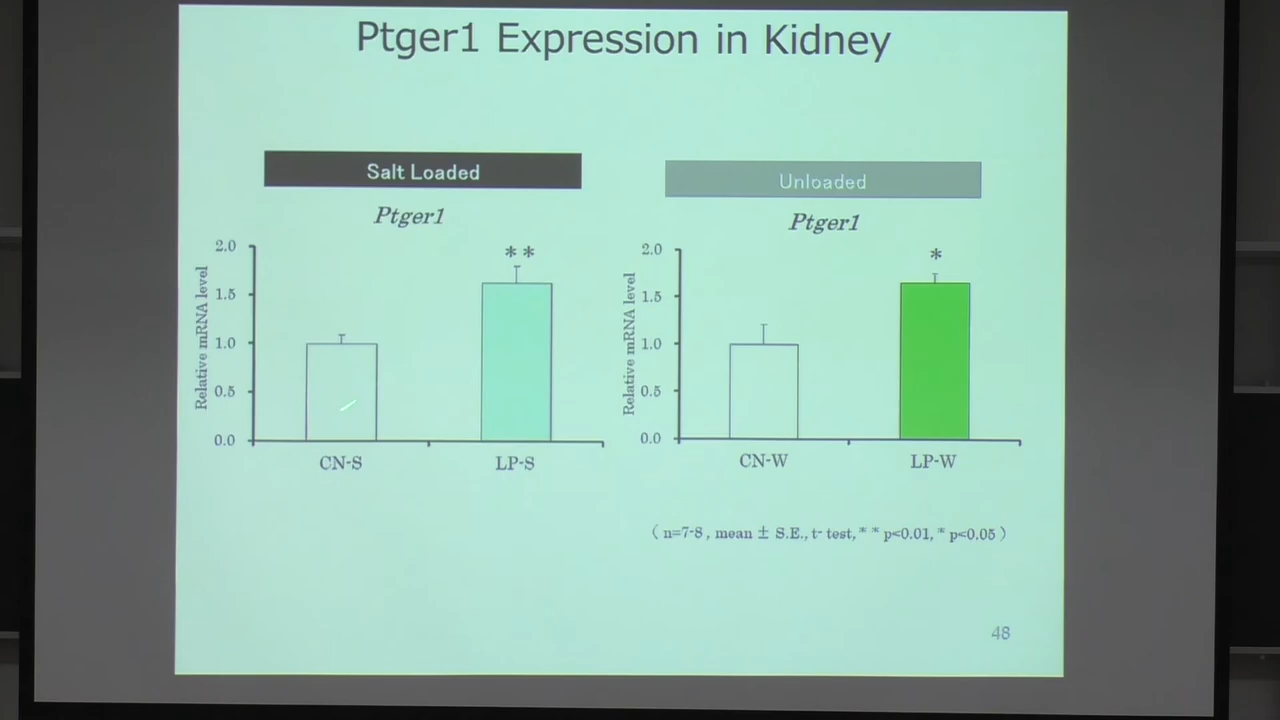 Ptger1 Expression in Kidney
Salt Loaded
Ptger1
Relative mRNA level
2.0
1.5
1.0
0.5
0.0
**
CN-S
LP-S
Unloaded
Ptger1
Relative mRNA level
2.0
1.5
1.0
0.5
0.0
*
CN-W
LP-W
( n=7-8 , mean ± S.E., t- test, * * p<0.01, * p<0.05 )
48